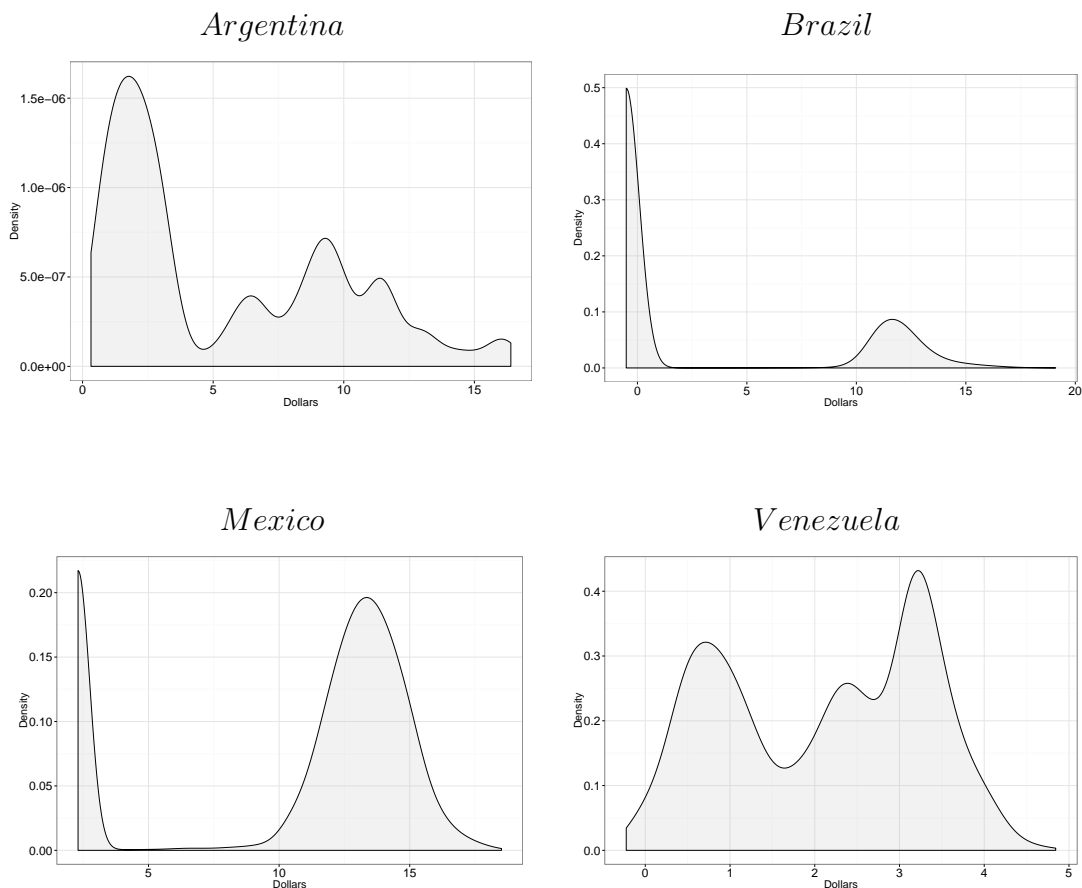 Argentina
Density
1.5e−06
1.0e−06
5.0e−07
0.0e+00
0 5 10 15
Dollars
Brazil
Density
0.5
0.4
0.3
0.2
0.1
0.0
0 5 10 15 20
Dollars
Mexico
Density
0.20
0.15
0.10
0.05
0.00
5 10 15
Dollars
Venezuela
Density
0.4
0.3
0.2
0.1
0.0
0 1 2 3 4 5
Dollars